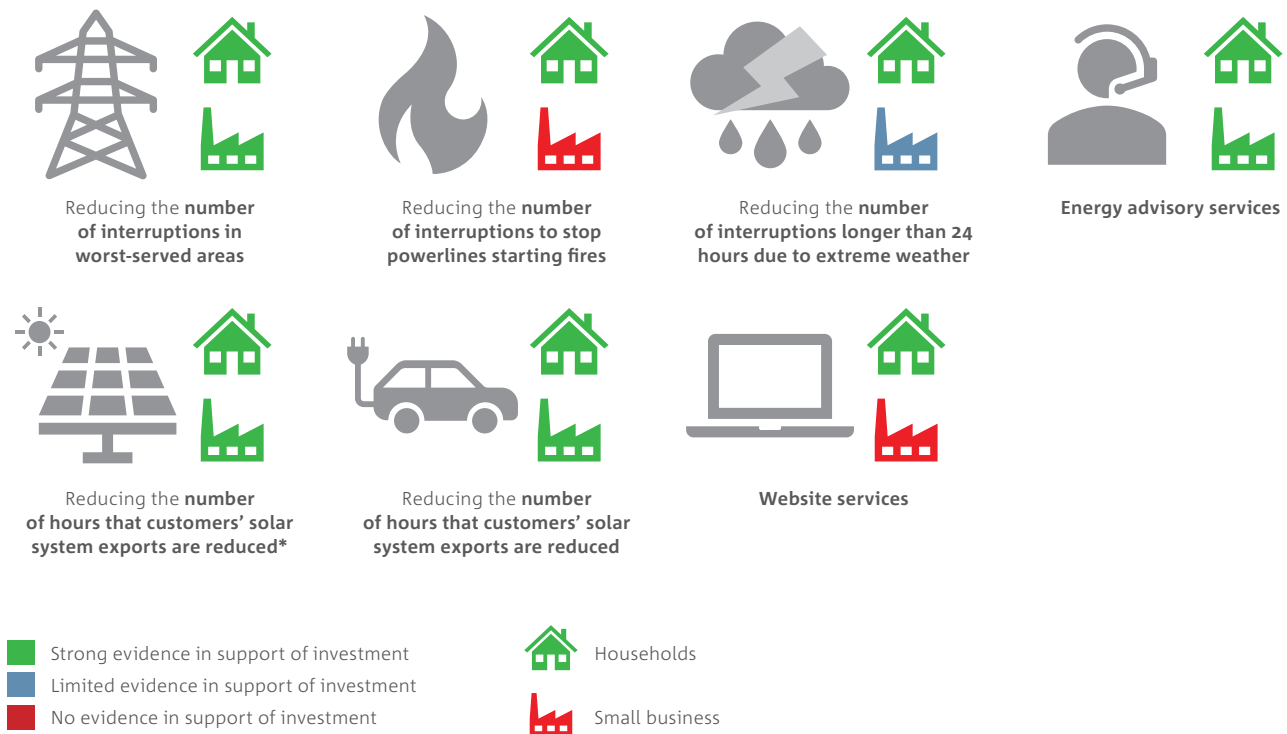 Reducing the number
of interruptions in
worst-served areas
Reducing the number
of interruptions to stop
powerlines starting fires
Reducing the number
of interruptions longer than 24
hours due to extreme weather
Energy advisory services
Reducing the number
of hours that customers’ solar
system exports are reduced*
Reducing the number
of hours that customers’ solar
system exports are reduced
Website services
Strong evidence in support of investment
Limited evidence in support of investment
No evidence in support of investment
Households
Small business